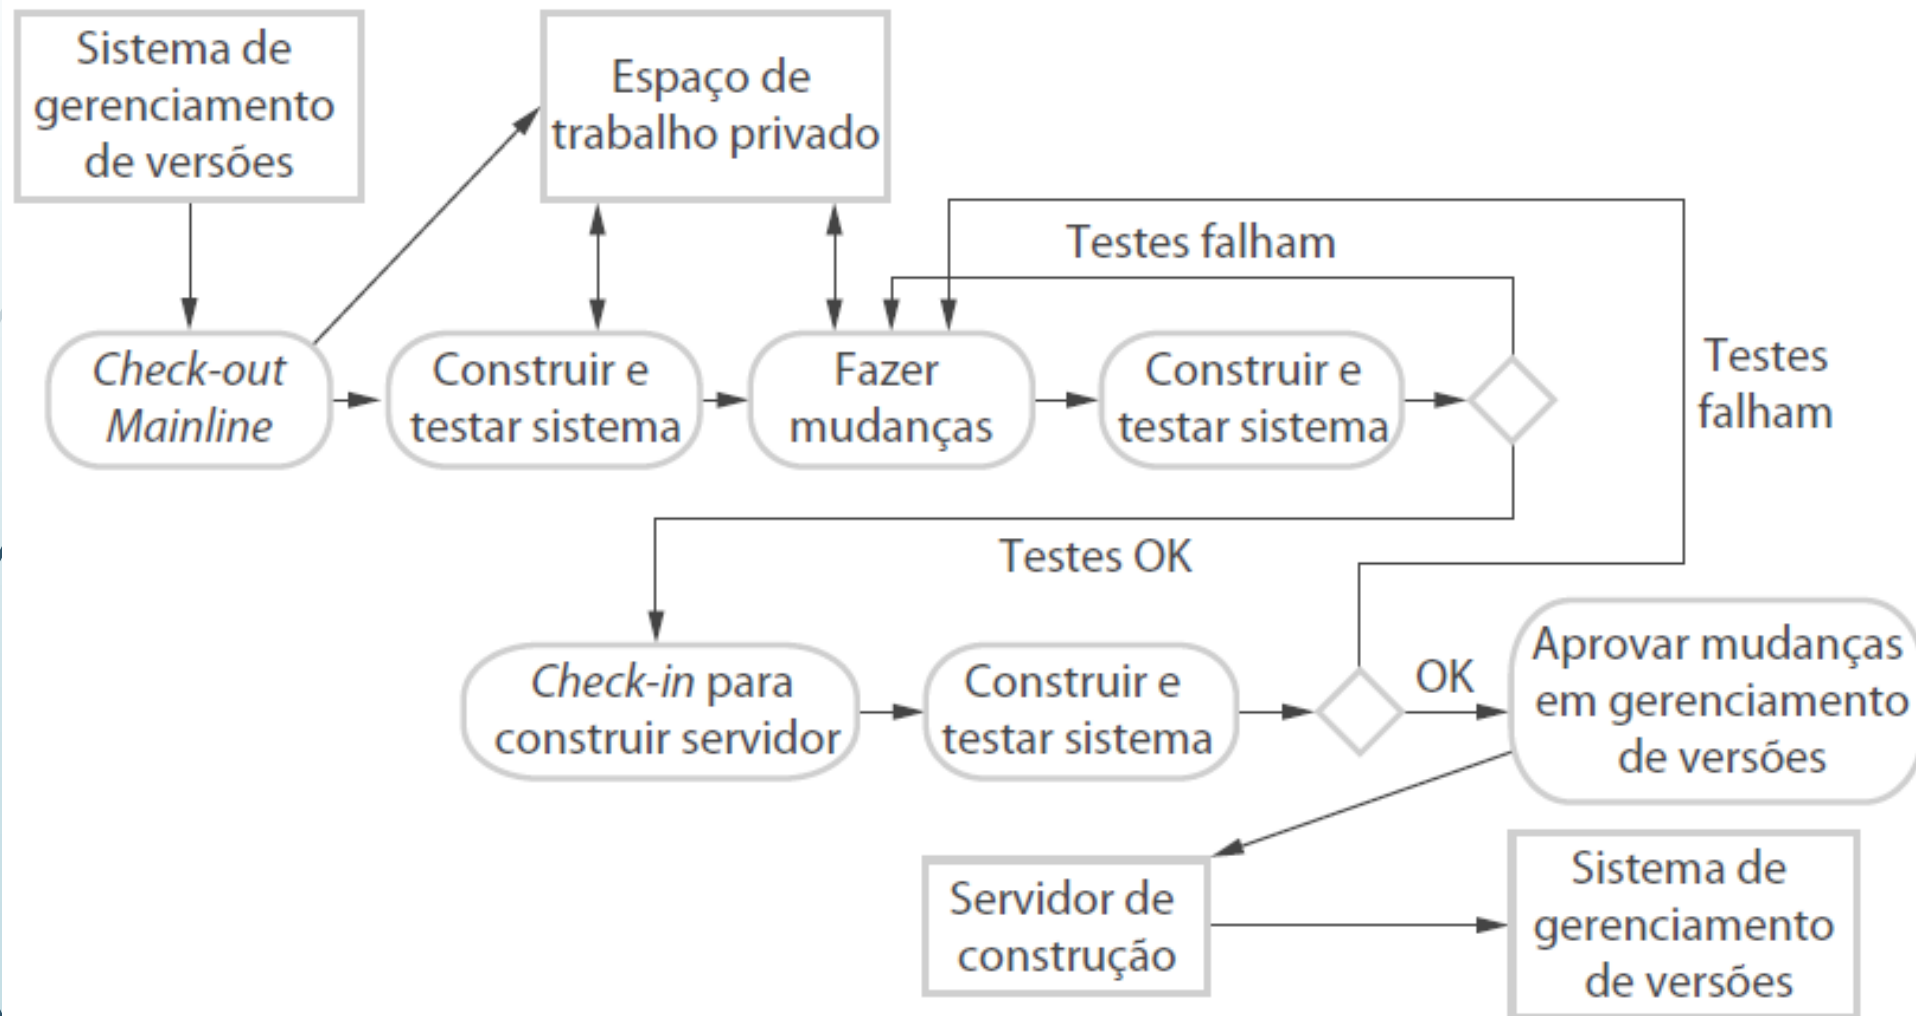 Sistema de
gerenciamento
de versões
Espaço de
trabalho privado
Testes falham
Check-out
Mainline
Construir e
testar sistema
Fazer
mudanças
Construir e
testar sistema
Testes
falham
Testes OK
Check-in para
construir servidor
Construir e
testar sistema
OK
Aprovar mudanças
em gerenciamento
de versões
Servidor de
construção
Sistema de
gerenciamento
de versões